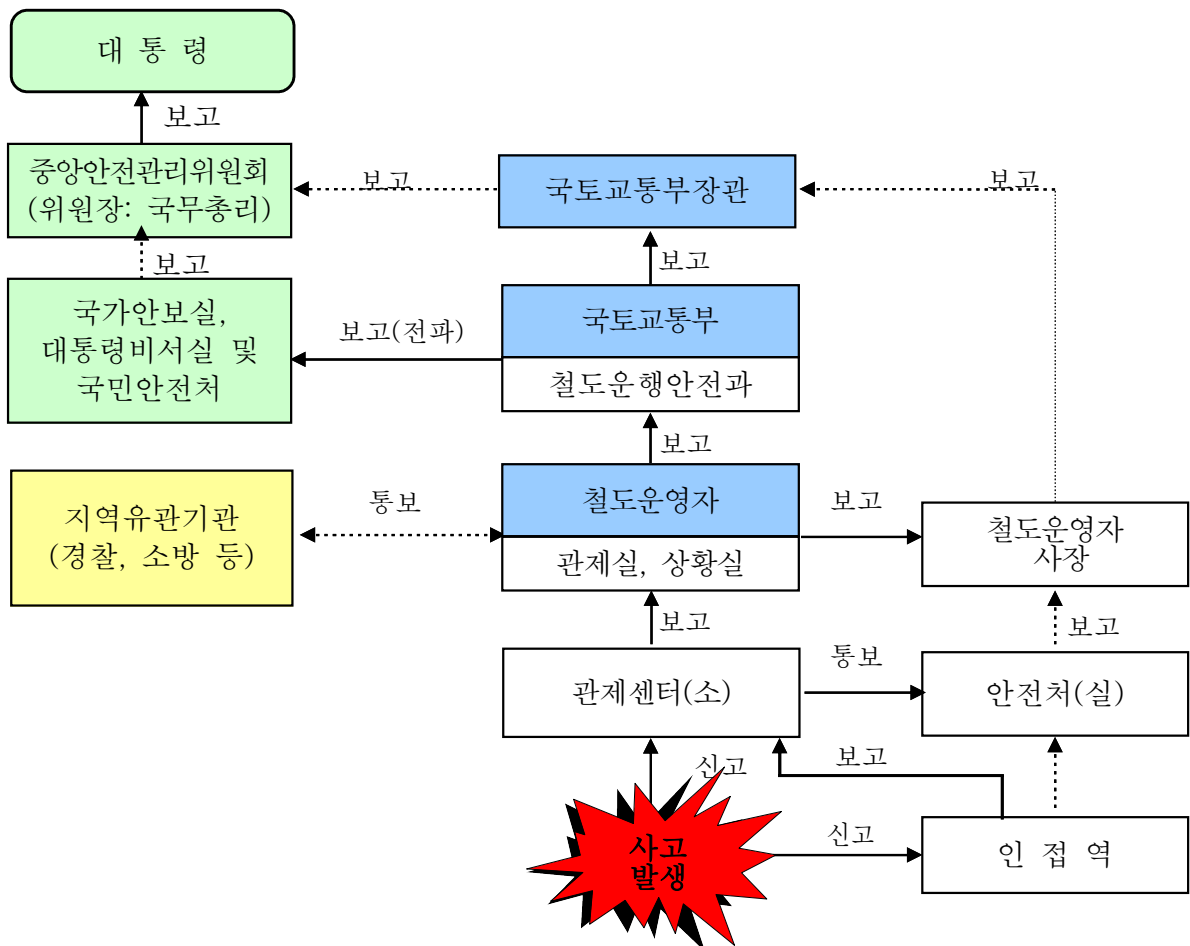 대 통 령
보고
중앙안전관리위원회
(위원장: 국무총리)
보고
국토교통부장관
보고
보고
보고
국가안보실,
대통령비서실 및
국민안전처
보고(전파)
국토교통부
철도운행안전과
보고
지역유관기관
(경찰, 소방 등)
통보
철도운영자
관제실, 상황실
보고
철도운영자
사장
보고
보고
관제센터(소)
통보
안전처(실)
신고
보고
사고
발생
신고
인 접 역